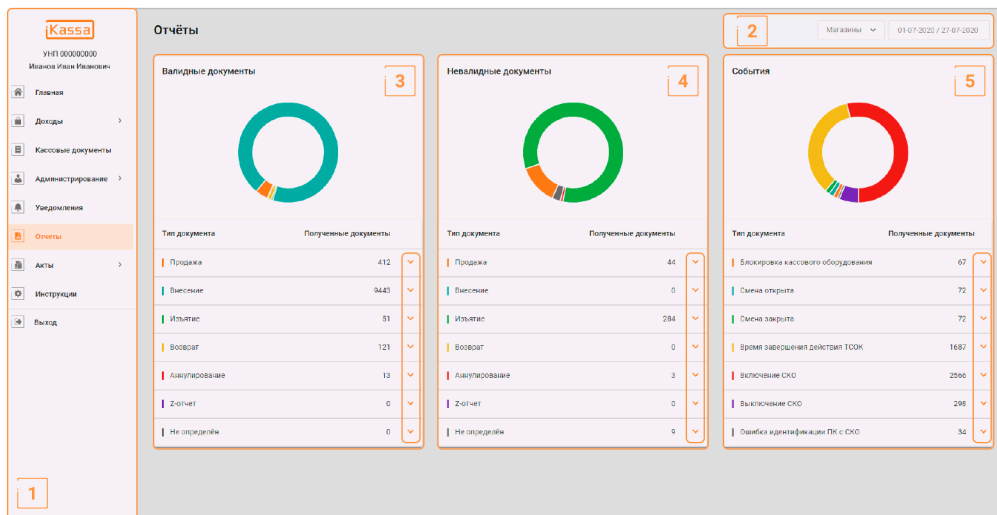 iKassa
УНП 000000000
Иванов Иван Иванович
Главная
Доходы
Кассовые документы
Администрирование
Уведомления
Отчеты
Акты
Инструкции
Выход
1
Отчёты
2
Магазины
01-07-2020 / 27-07-2020
Валидные документы
3
Тип документа Полученные документы
Продажа 412
Внесение 9443
Изъятие 51
Возврат 121
Аннулирование 13
Z-отчет 0
Не определён 0
Невалидные документы
4
Тип документа Полученные документы
Продажа 44
Внесение 0
Изъятие 284
Возврат 0
Аннулирование 3
Z-отчет 0
Не определён 9
События
5
Тип документа Полученные документы
Блокировка кассового оборудования 67
Смена открыта 72
Смена закрыта 72
Время завершения действия ТСОК 1687
Включение СКО 2566
Выключение СКО 298
Ошибка идентификации ПК с СКО 34